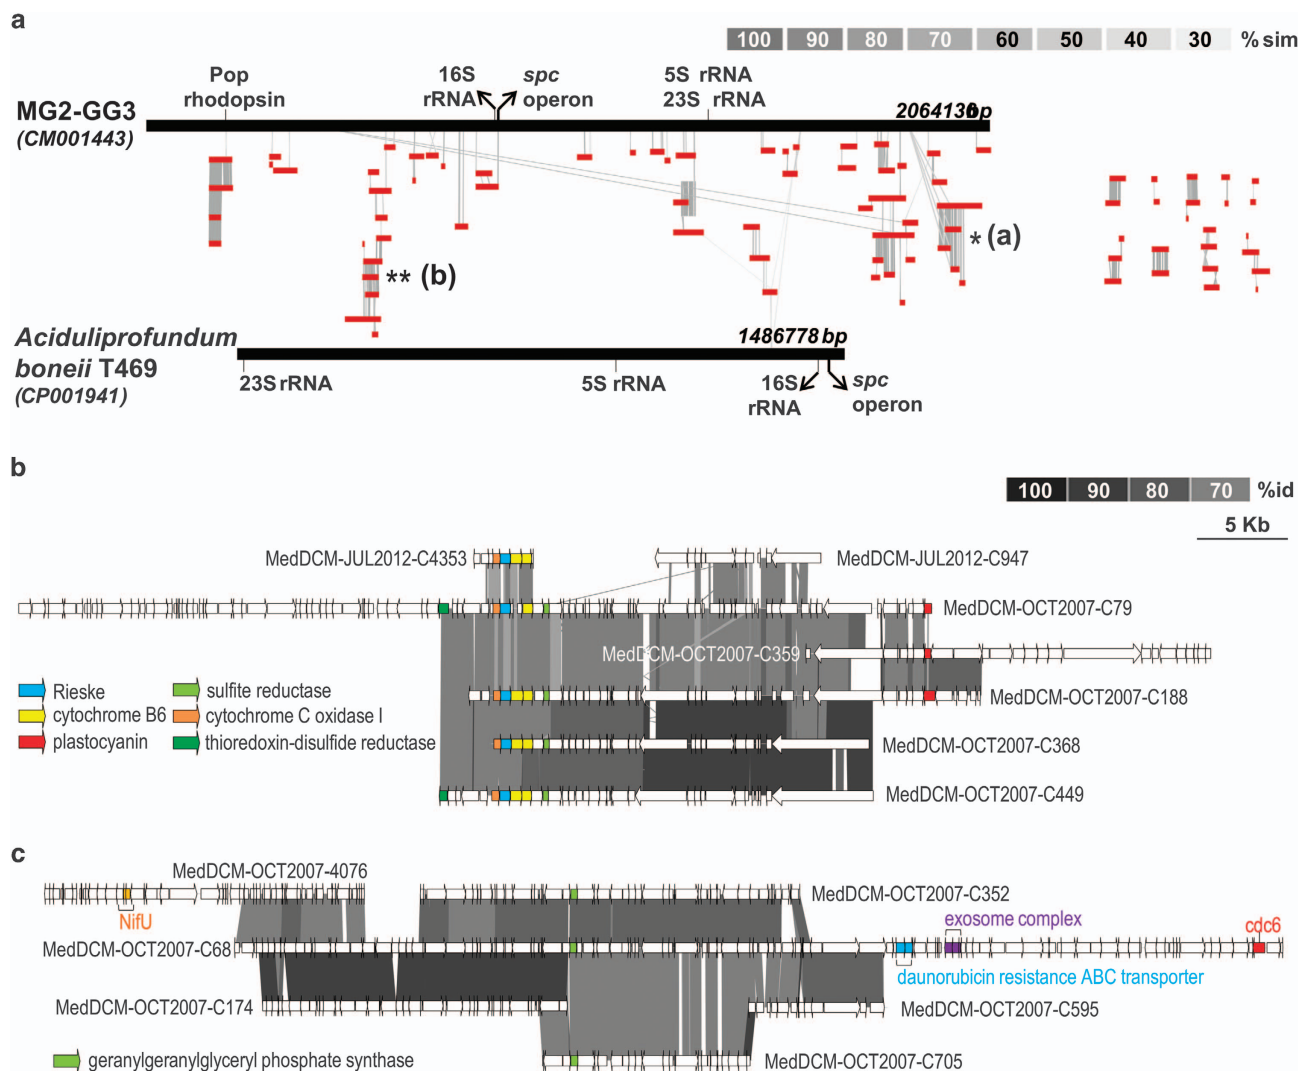 a
100 90 80 70 60 50 40 30 % sim
Pop
rhodopsin
16S
rRNA
spc
operon
5S rRNA
23S rRNA
MG2-GG3
(CM001443)
2064136bp
* (a)
** (b)
Aciduliprofundum
boneii T469
(CP001941)
1486778 bp
23S rRNA
5S rRNA
16S
rRNA
spc
operon
b
100 90 80 70 %id
5 Kb
MedDCM-JUL2012-C4353
MedDCM-JUL2012-C947
MedDCM-OCT2007-C79
MedDCM-OCT2007-C359
MedDCM-OCT2007-C188
MedDCM-OCT2007-C368
MedDCM-OCT2007-C449
Rieske
cytochrome B6
plastocyanin
sulfite reductase
cytochrome C oxidase I
thioredoxin-disulfide reductase
c
MedDCM-OCT2007-4076
MedDCM-OCT2007-C352
NifU
exosome complex
cdc6
MedDCM-OCT2007-C68
daunorubicin resistance ABC transporter
MedDCM-OCT2007-C174
MedDCM-OCT2007-C595
geranylgeranylglyceryl phosphate synthase
MedDCM-OCT2007-C705